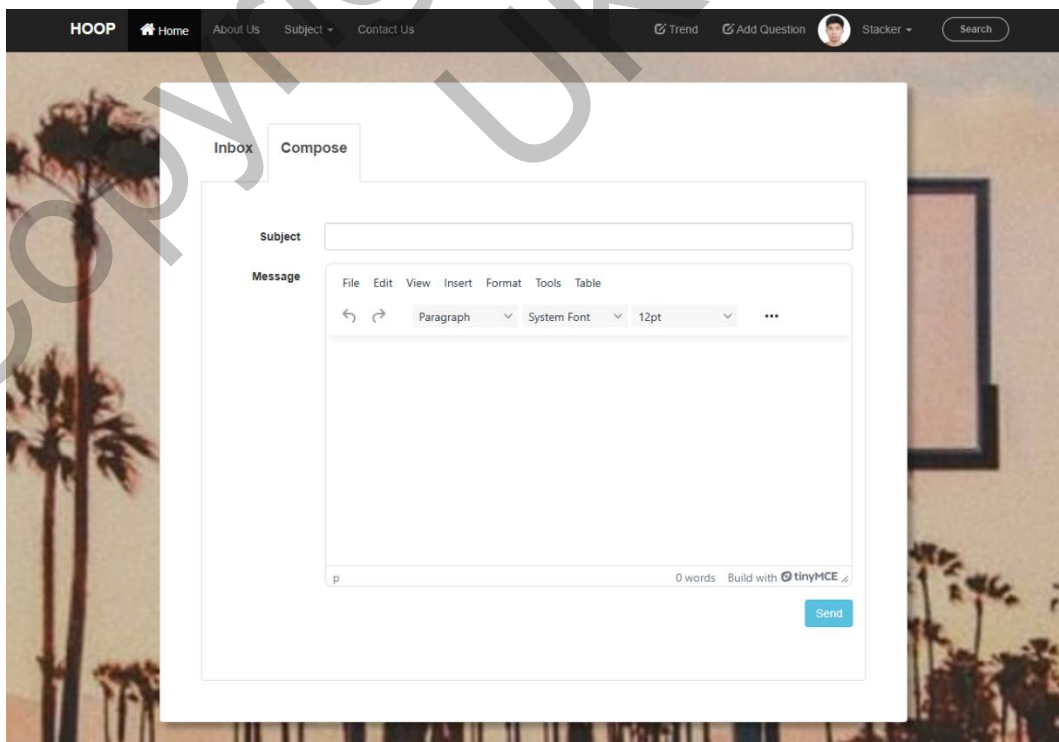 HOOP Home About Us Subject Contact Us Trend Add Question Stacker Search
Inbox Compose
Subject
Message
File Edit View Insert Format Tools Table
Paragraph System Font 12pt
p 0 words Build with tinyMCE
Send